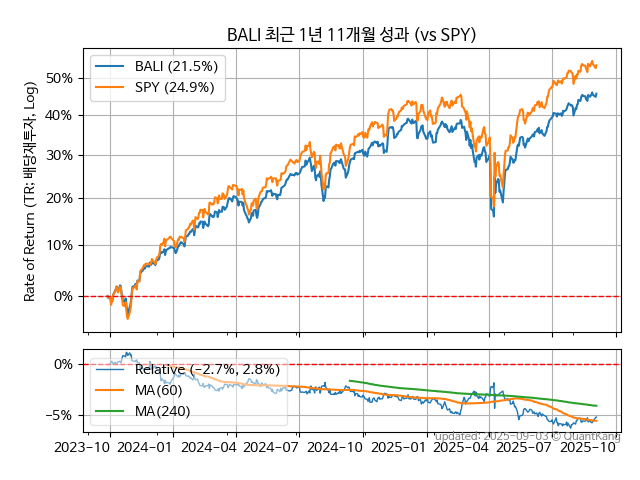 BALI 최근 1년 11개월 성과 (vs SPY)
BALI (21.5%)
SPY (24.9%)
50%
40%
30%
20%
10%
0%
Rate of Return (TR: 배당재투자, Log)
0%
−5%
Relative (−2.7%, 2.8%)
MA(60)
MA(240)
updated: 2025-09-03 © QuantKang
2023-10 2024-01 2024-04 2024-07 2024-10 2025-01 2025-04 2025-07 2025-10